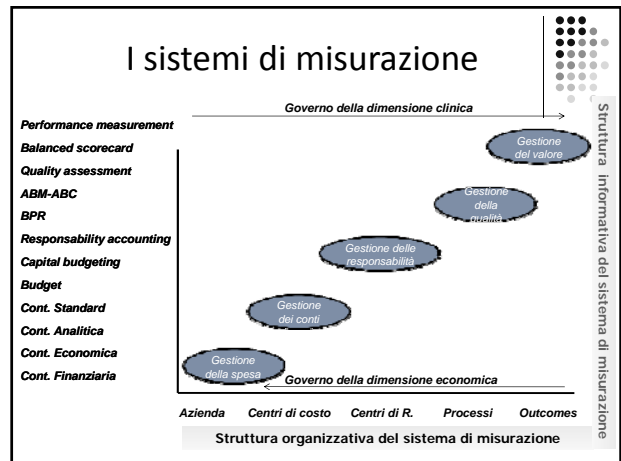 I sistemi di misurazione
Governo della dimensione clinica
Performance measurement
Balanced scorecard
Quality assessment
ABM-ABC
BPR
Responsability accounting
Capital budgeting
Budget
Cont. Standard
Cont. Analitica
Cont. Economica
Cont. Finanziaria
Gestione
del valore
Gestione
della
qualità
Gestione delle
responsabilità
Gestione
dei conti
Gestione
della spesa
Governo della dimensione economica
Azienda Centri di costo Centri di R. Processi Outcomes
Struttura organizzativa del sistema di misurazione
Struttura informativa del sistema di misurazione